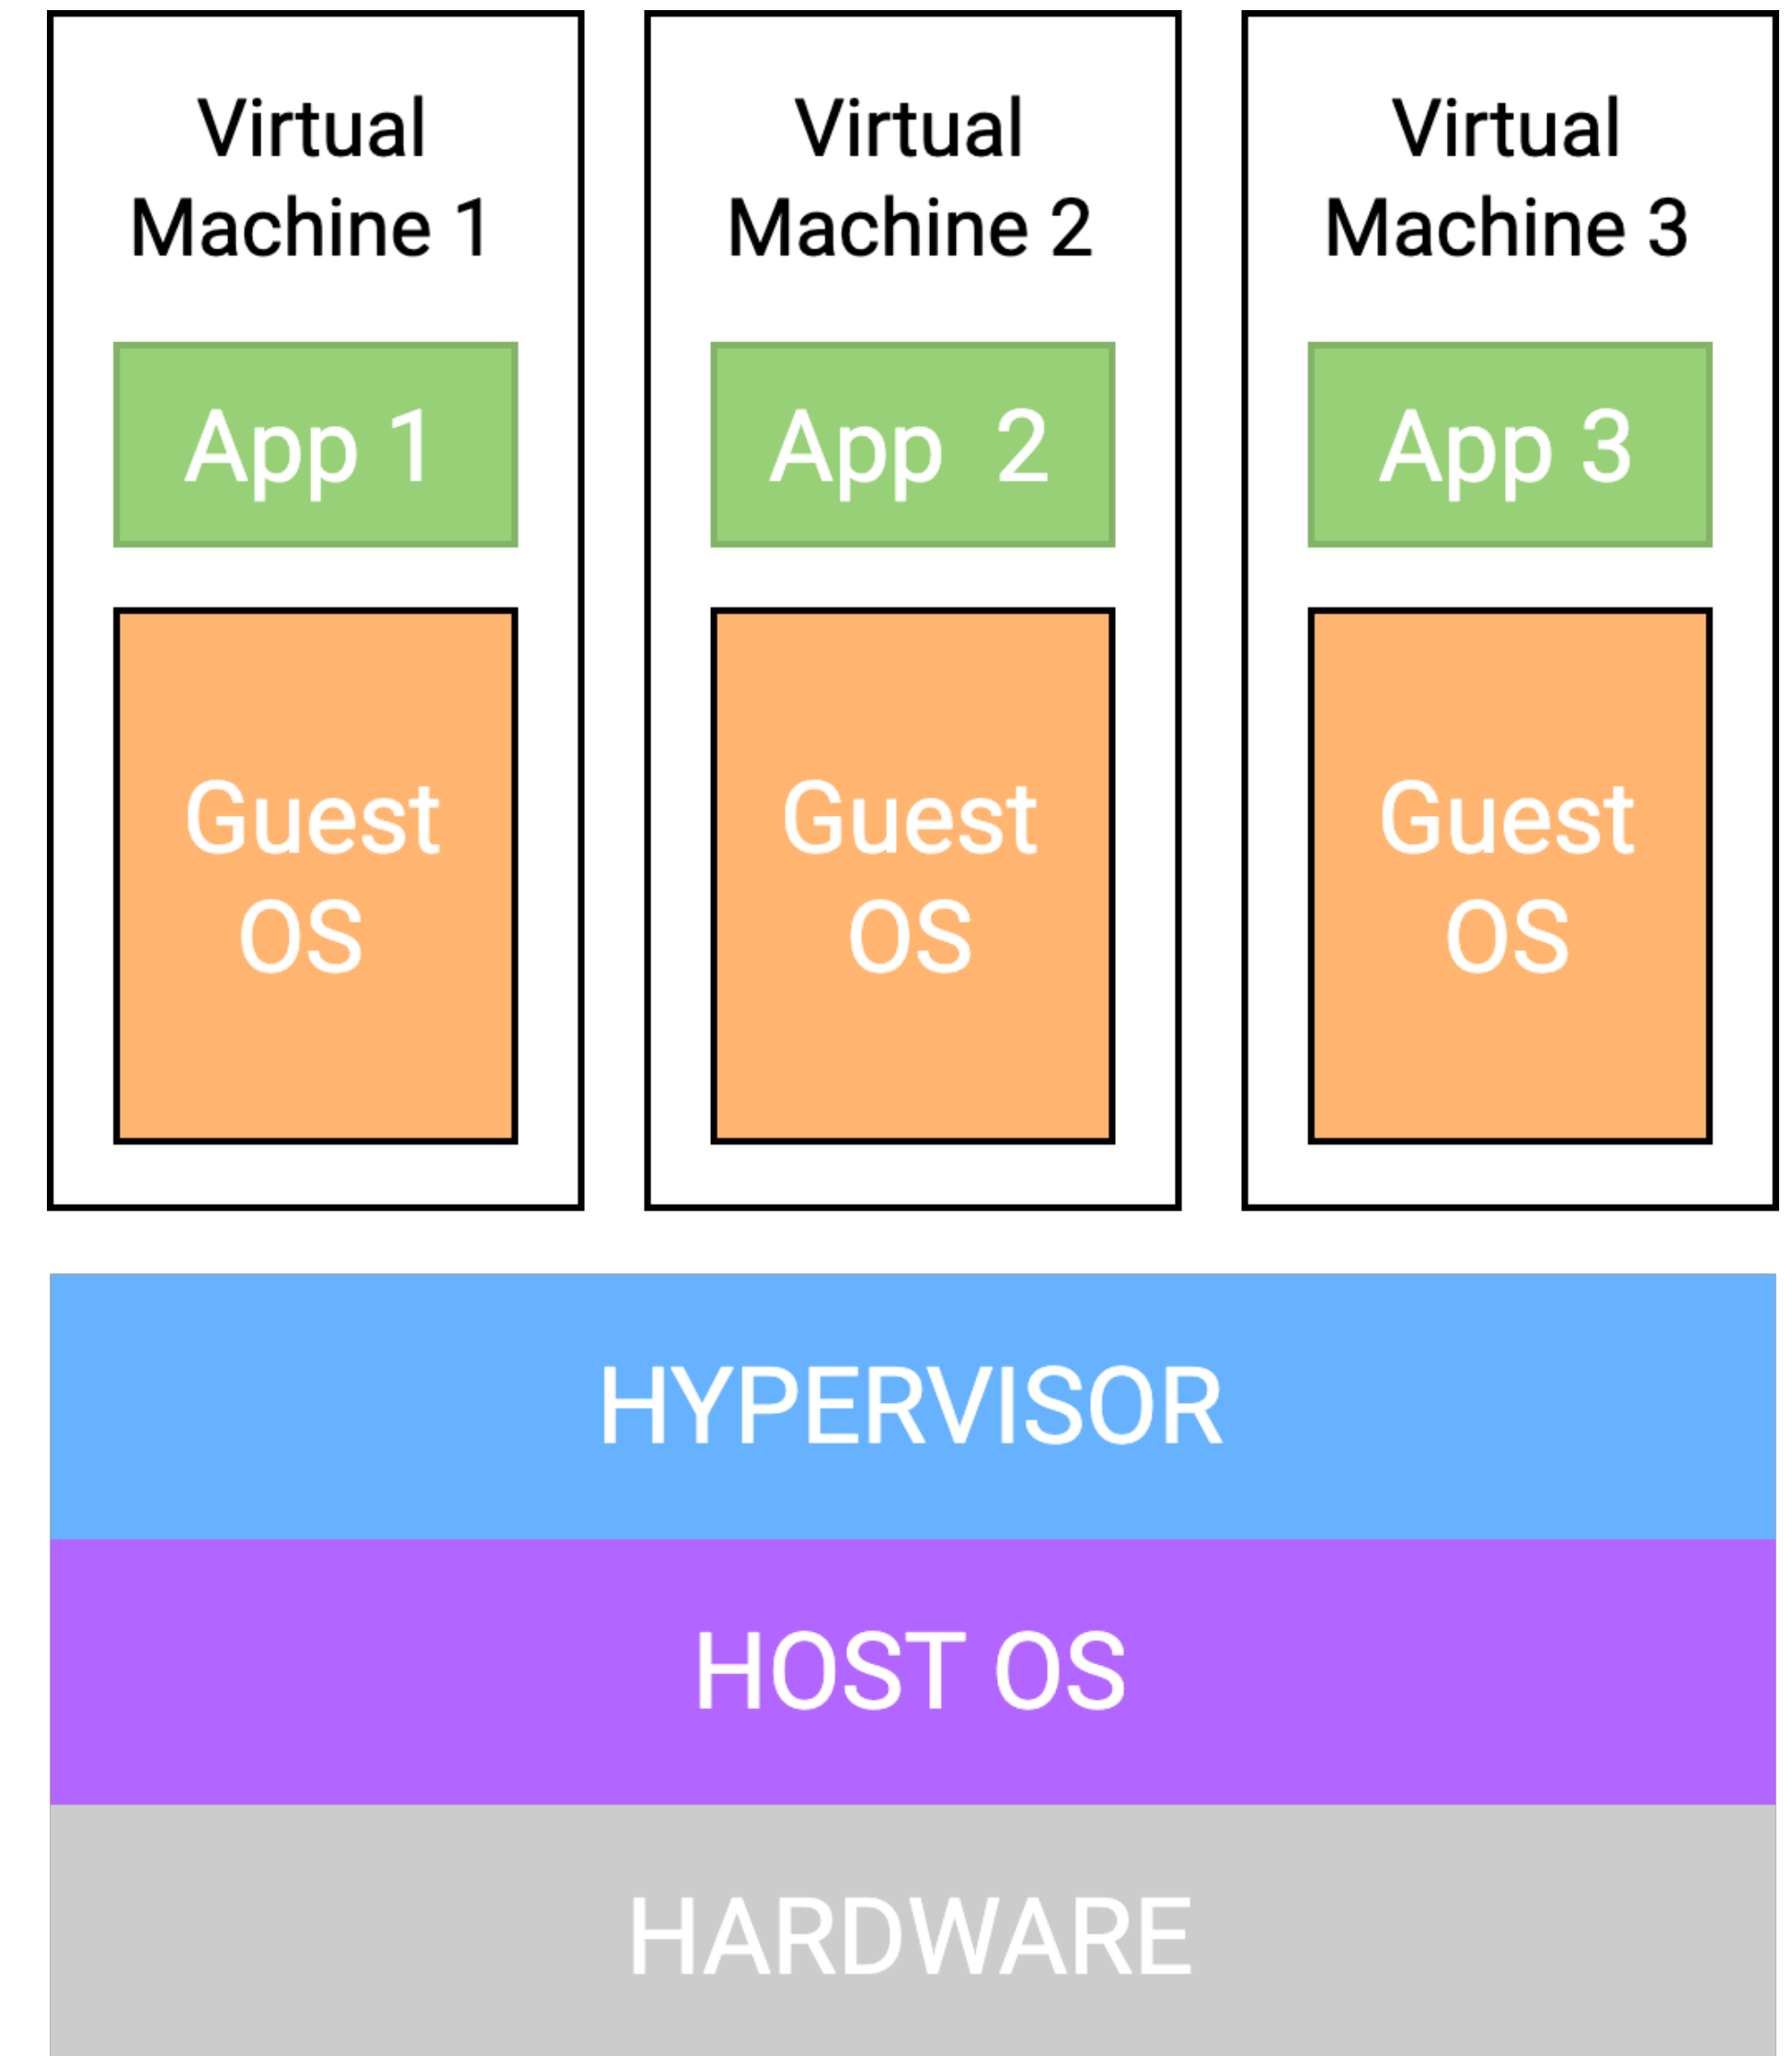 Virtual
Machine 1
App 1
Guest
OS
Virtual
Machine 2
App 2
Guest
OS
Virtual
Machine 3
App 3
Guest
OS
HYPERVISOR
HOST OS
HARDWARE